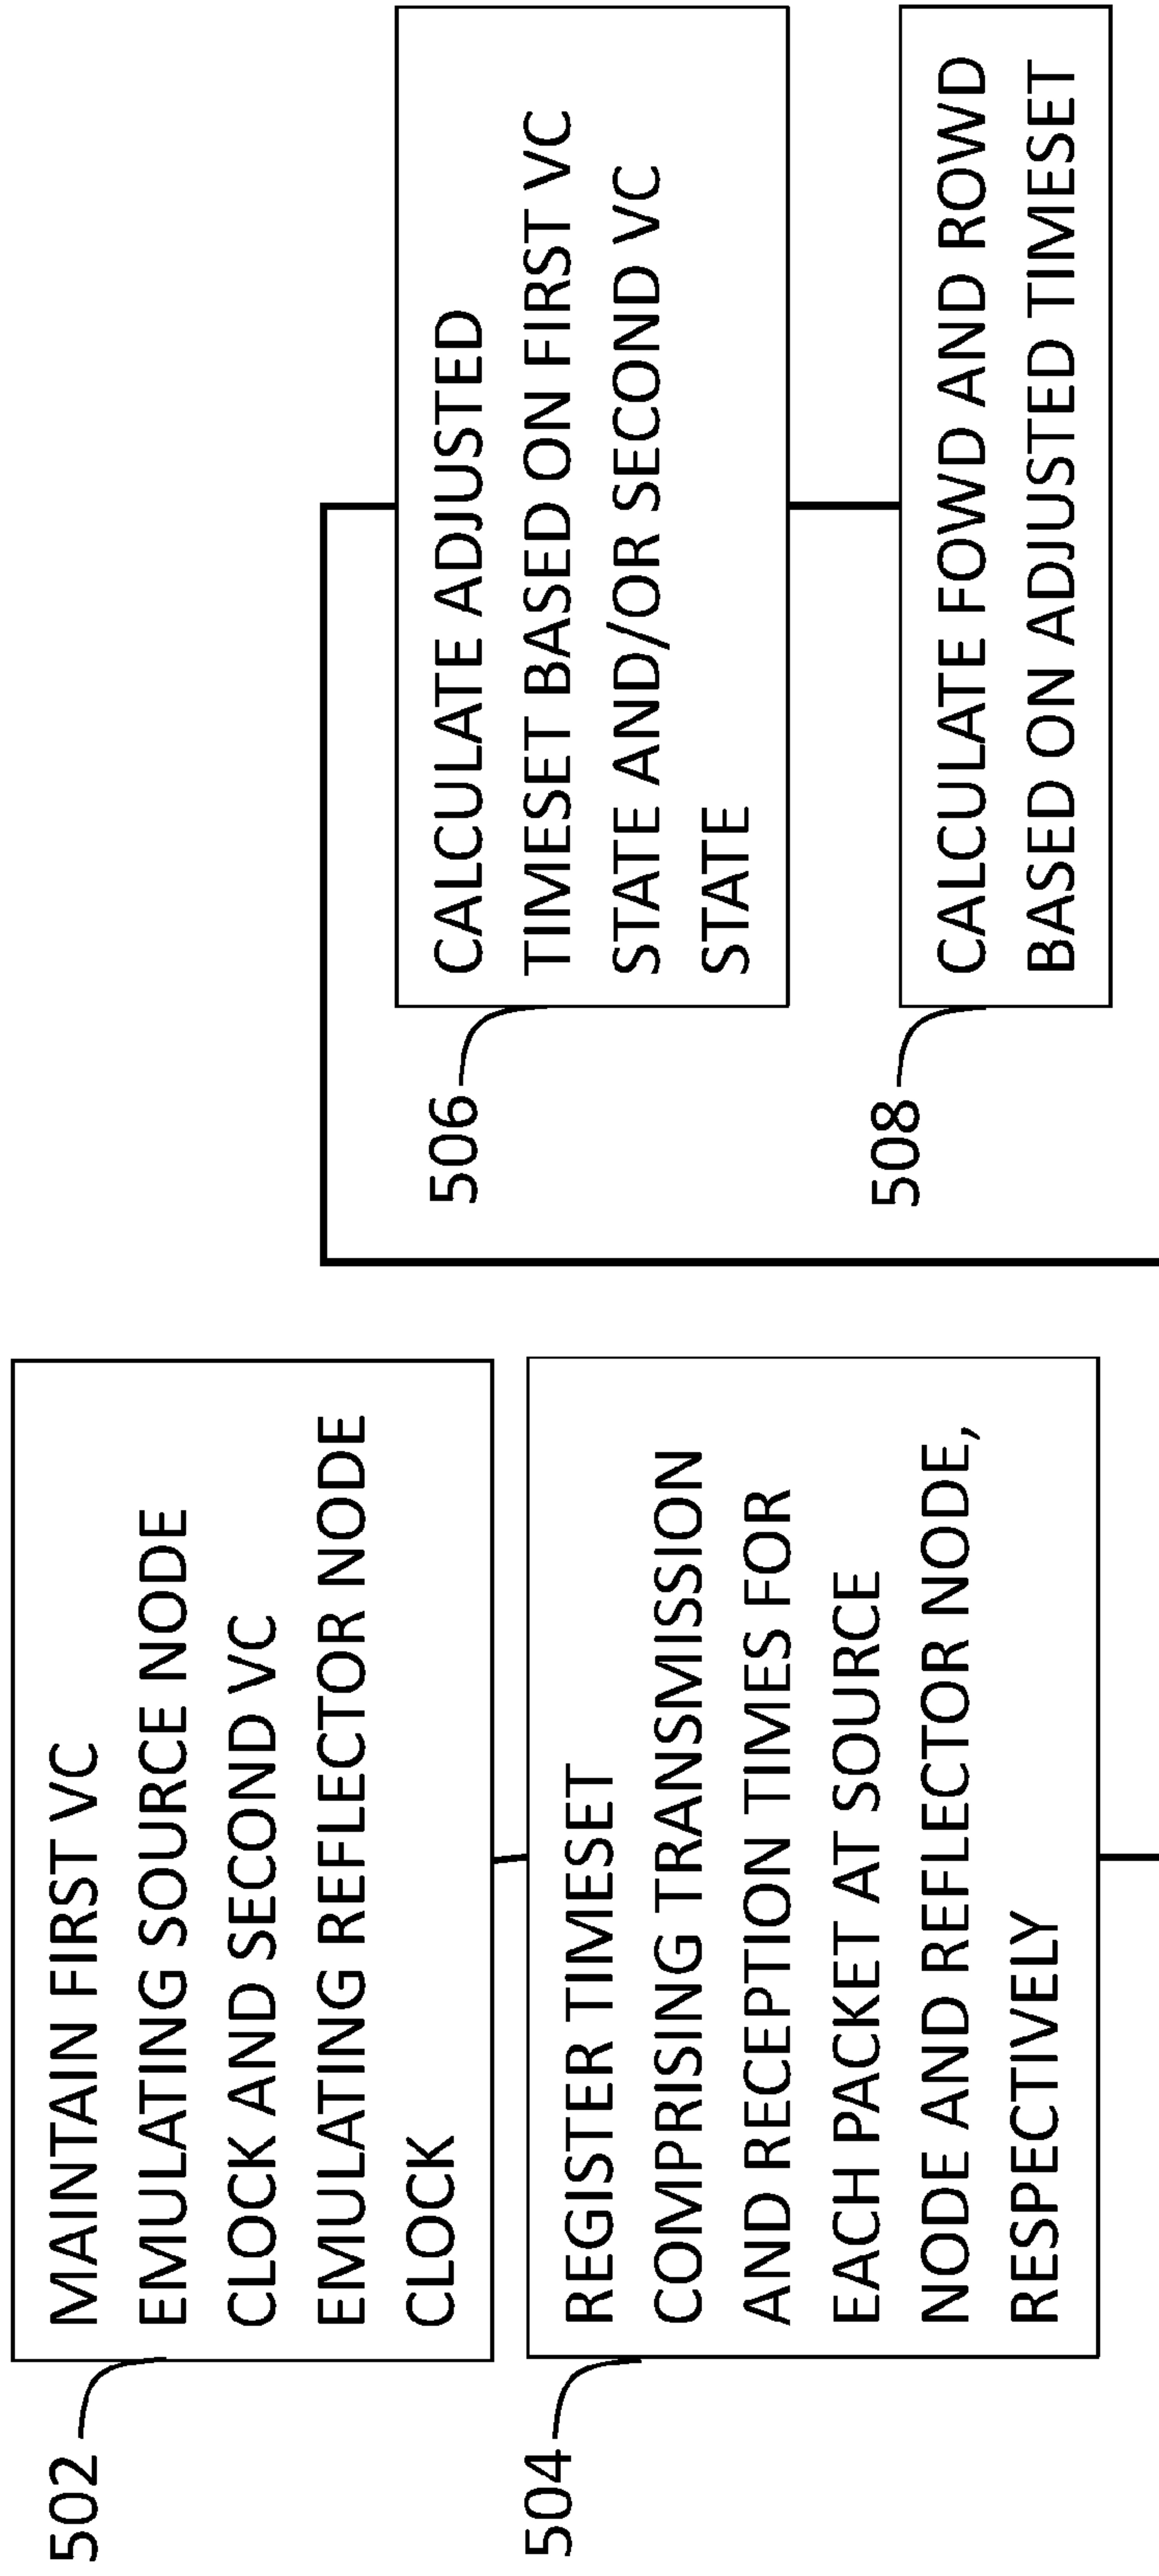 502
MAINTAIN FIRST VC
EMULATING SOURCE NODE
CLOCK AND SECOND VC
EMULATING REFLECTOR NODE
CLOCK
504
REGISTER TIMESET
COMPRISING TRANSMISSION
AND RECEPTION TIMES FOR
EACH PACKET AT SOURCE
NODE AND REFLECTOR NODE,
RESPECTIVELY
506
CALCULATE ADJUSTED
TIMESET BASED ON FIRST VC
STATE AND/OR SECOND VC
STATE
508
CALCULATE FOWD AND ROWD
BASED ON ADJUSTED TIMESET